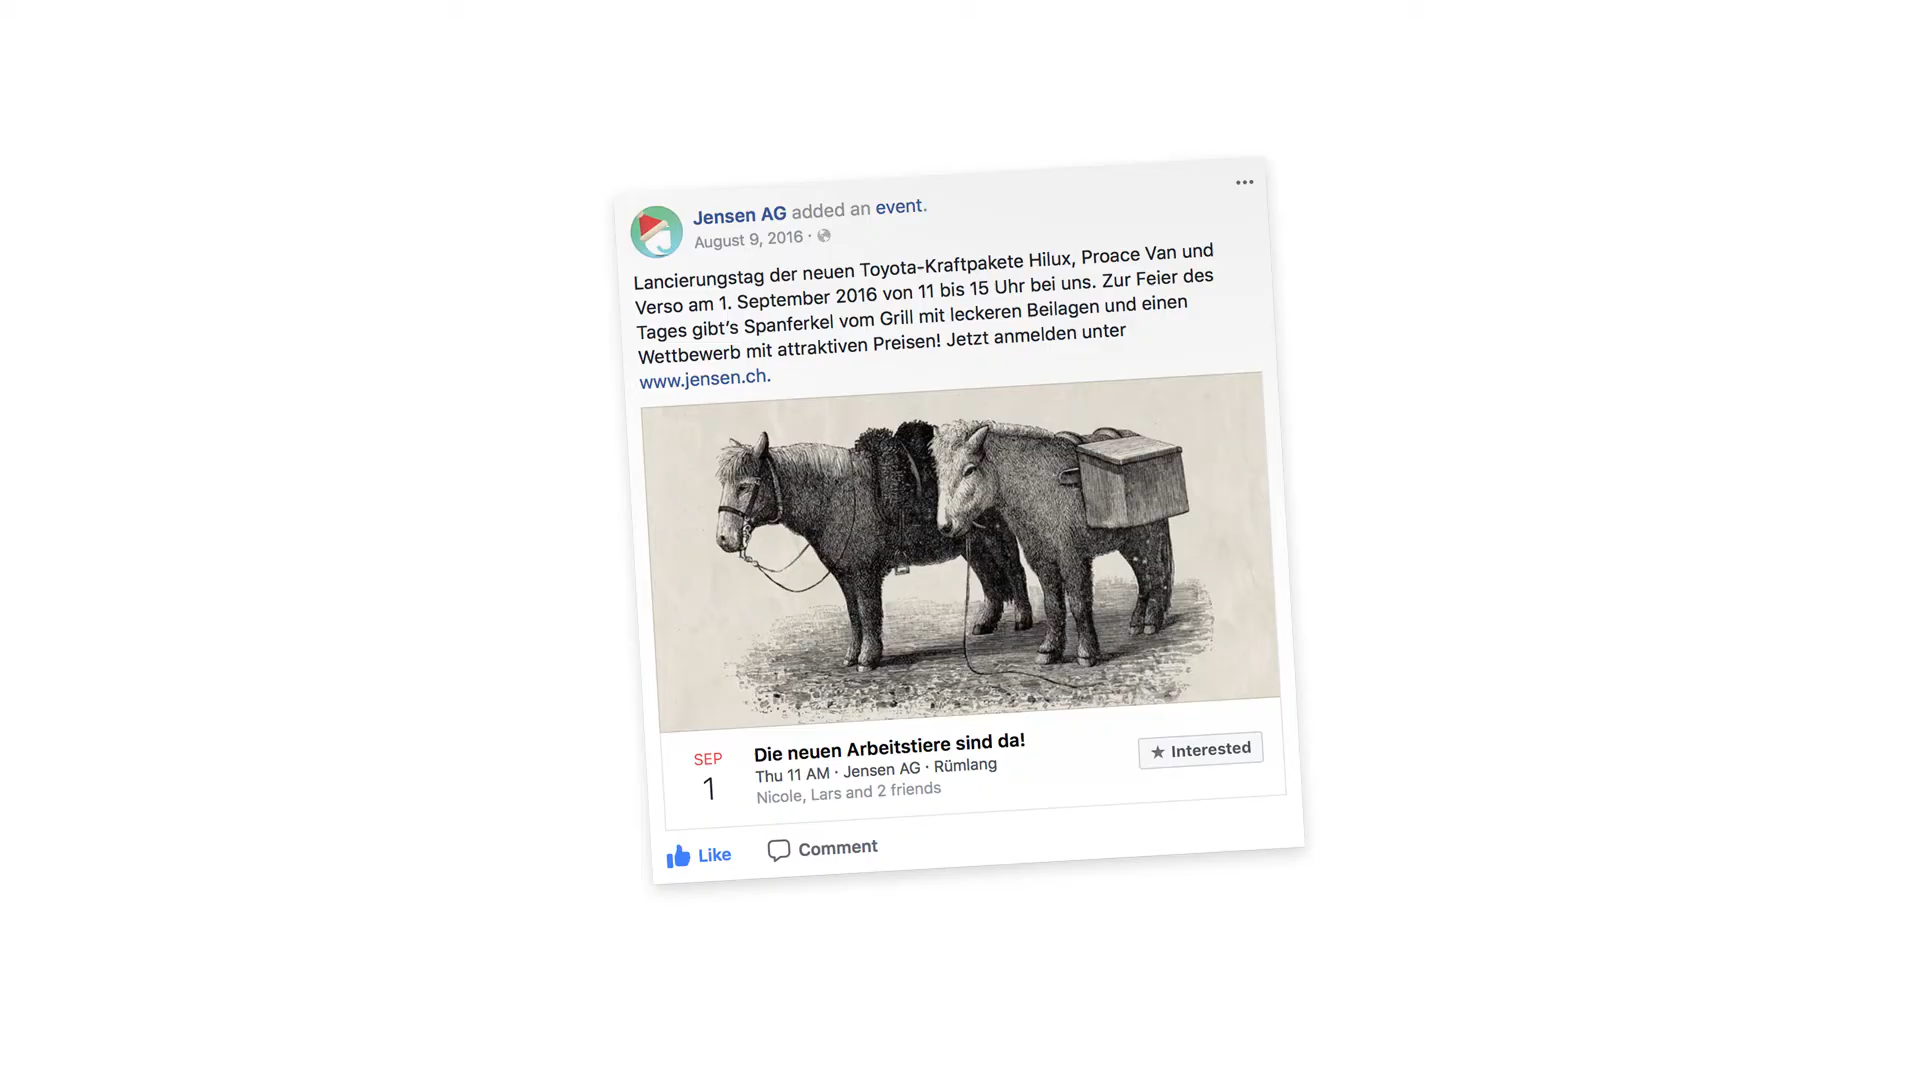 Jensen AG added an event.
August 9, 2016 ·
Lancierungstag der neuen Toyota-Kraftpakete Hilux, Proace Van und
Verso am 1. September 2016 von 11 bis 15 Uhr bei uns. Zur Feier des
Tages gibt’s Spanferkel vom Grill mit leckeren Beilagen und einen
Wettbewerb mit attraktiven Preisen! Jetzt anmelden unter
www.jensen.ch.
SEP
1
Die neuen Arbeitstiere sind da!
Thu 11 AM · Jensen AG · Rümlang
Nicole, Lars and 2 friends
★ Interested
Like
Comment